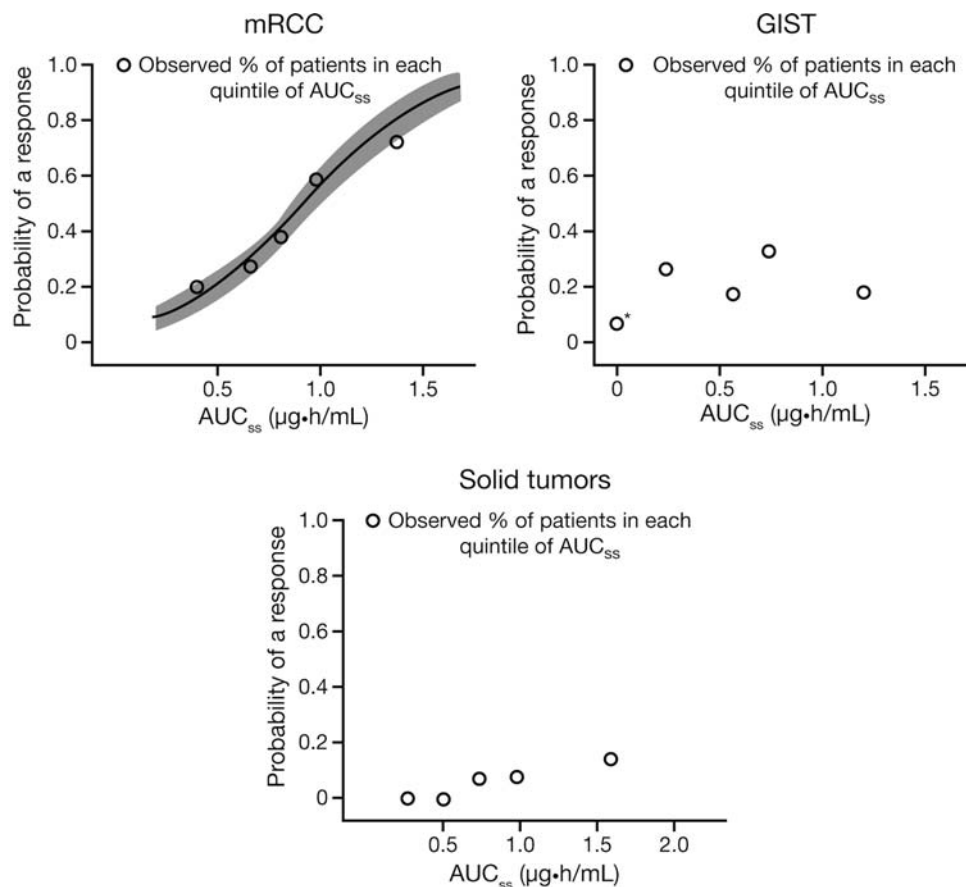 mRCC
Observed % of patients in each
quintile of AUCss
Probability of a response
1.0
0.8
0.6
0.4
0.2
0
0.5
1.0
1.5
AUCss (µg•h/mL)
GIST
Observed % of patients in each
quintile of AUCss
Probability of a response
1.0
0.8
0.6
0.4
0.2
0
*
0
0.5
1.0
1.5
AUCss (µg•h/mL)
Solid tumors
Observed % of patients in each
quintile of AUCss
Probability of a response
1.0
0.8
0.6
0.4
0.2
0
0.5
1.0
1.5
2.0
AUCss (µg•h/mL)